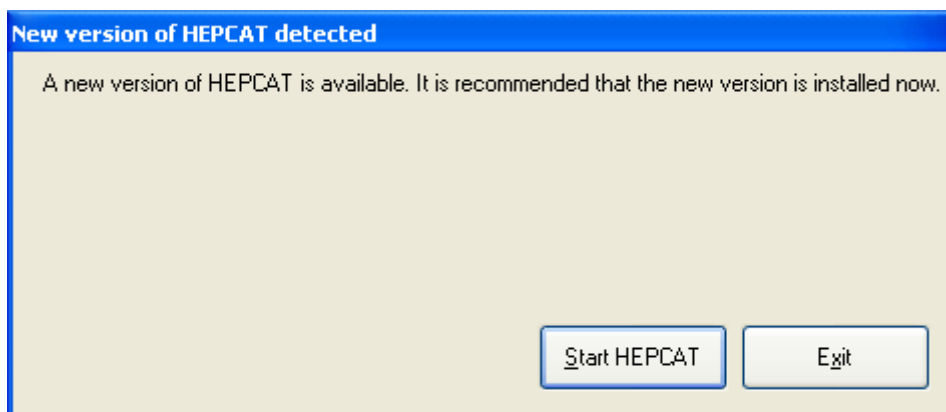 New version of HEPCAT detected
A new version of HEPCAT is available. It is recommended that the new version is installed now.
Start HEPCAT Exit